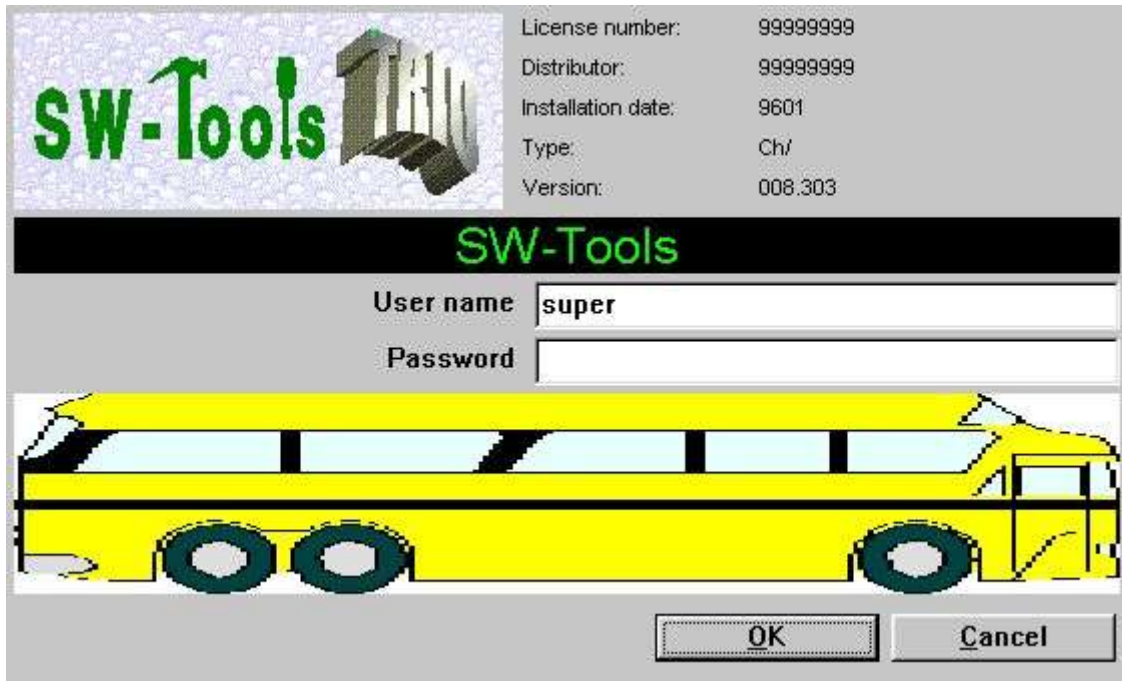 SW-Tools TRIO
License number: 99999999
Distributor: 99999999
Installation date: 9601
Type: Ch/
Version: 008.303
SW-Tools
User name super
Password
OK Cancel